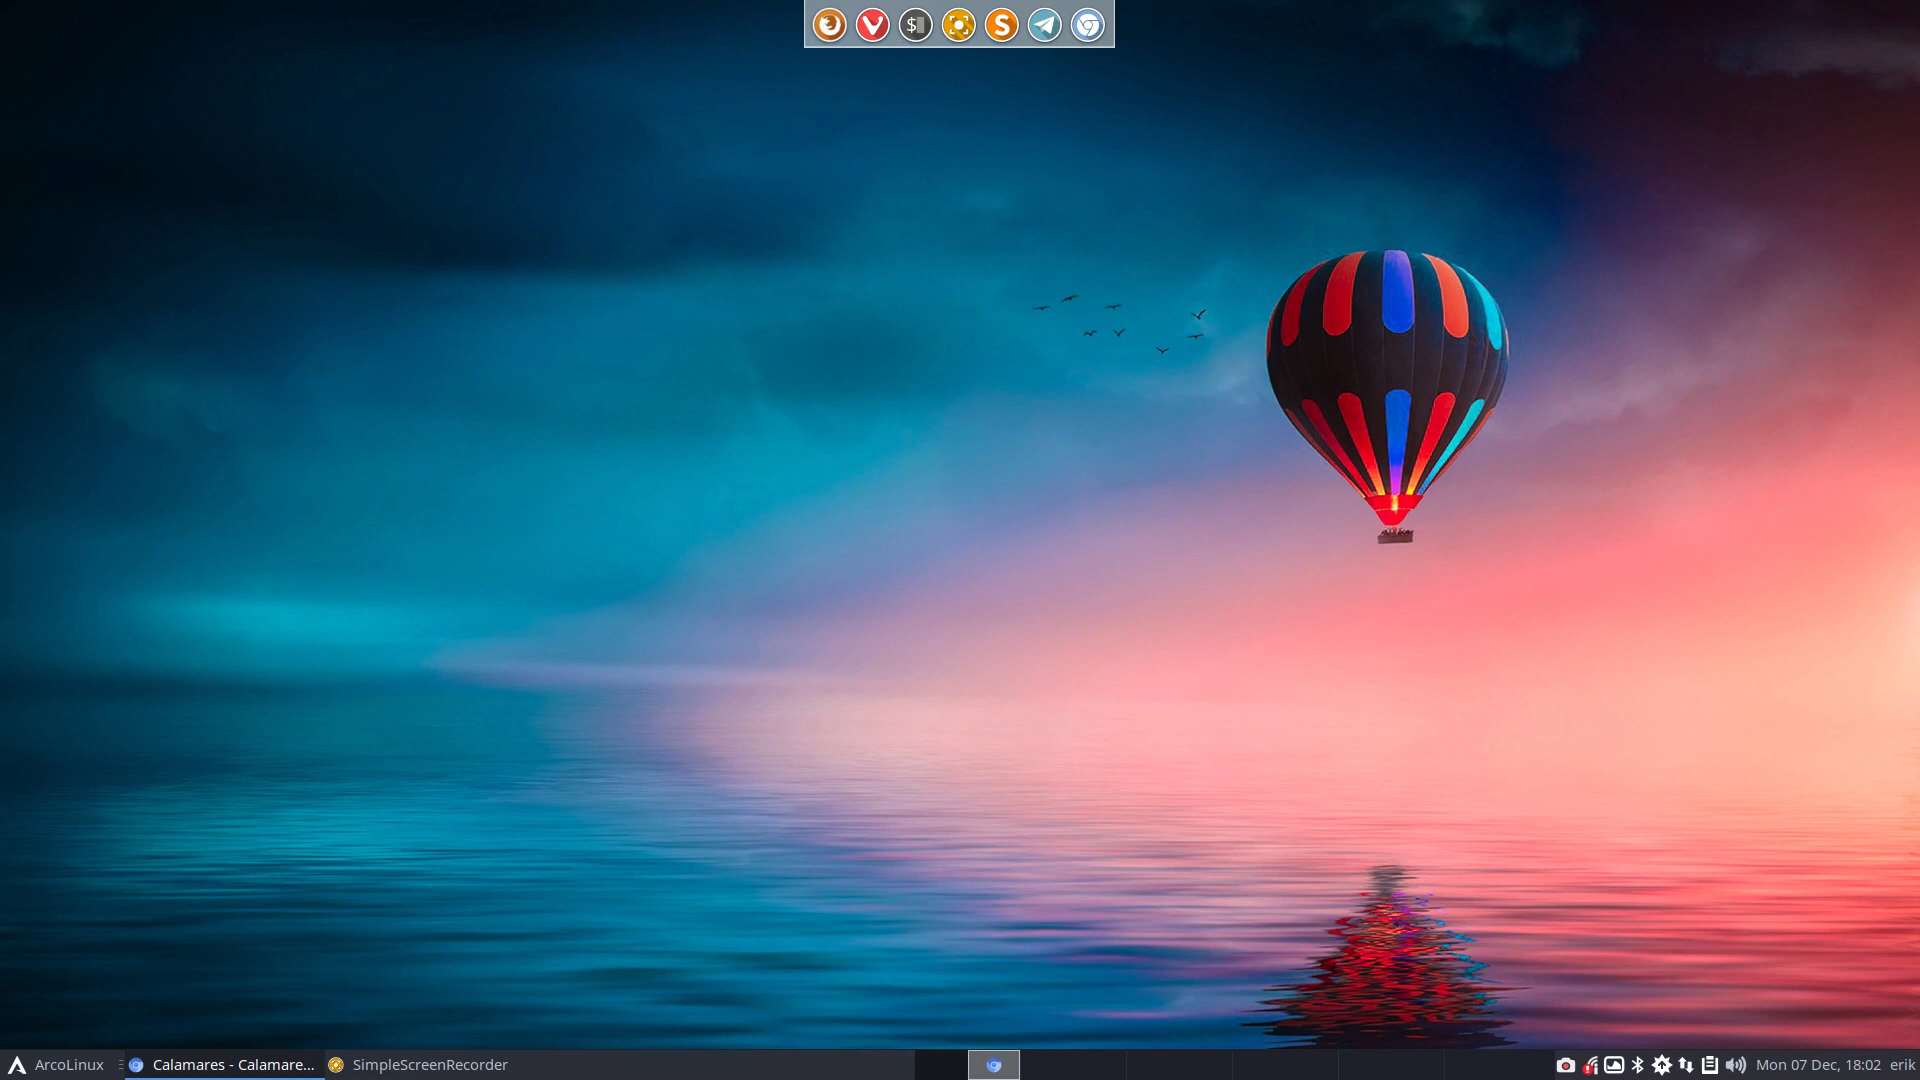 $
S
ArcoLinux
Calamares - Calamare...
SimpleScreenRecorder
Mon 07 Dec, 18:02
erik